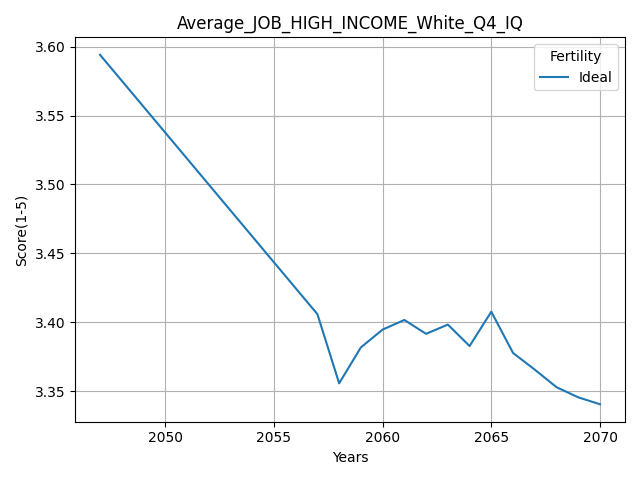 Average_JOB_HIGH_INCOME_White_Q4_IQ
Fertility
Ideal
Score(1-5)
3.60
3.55
3.50
3.45
3.40
3.35
2050
2055
2060
2065
2070
Years